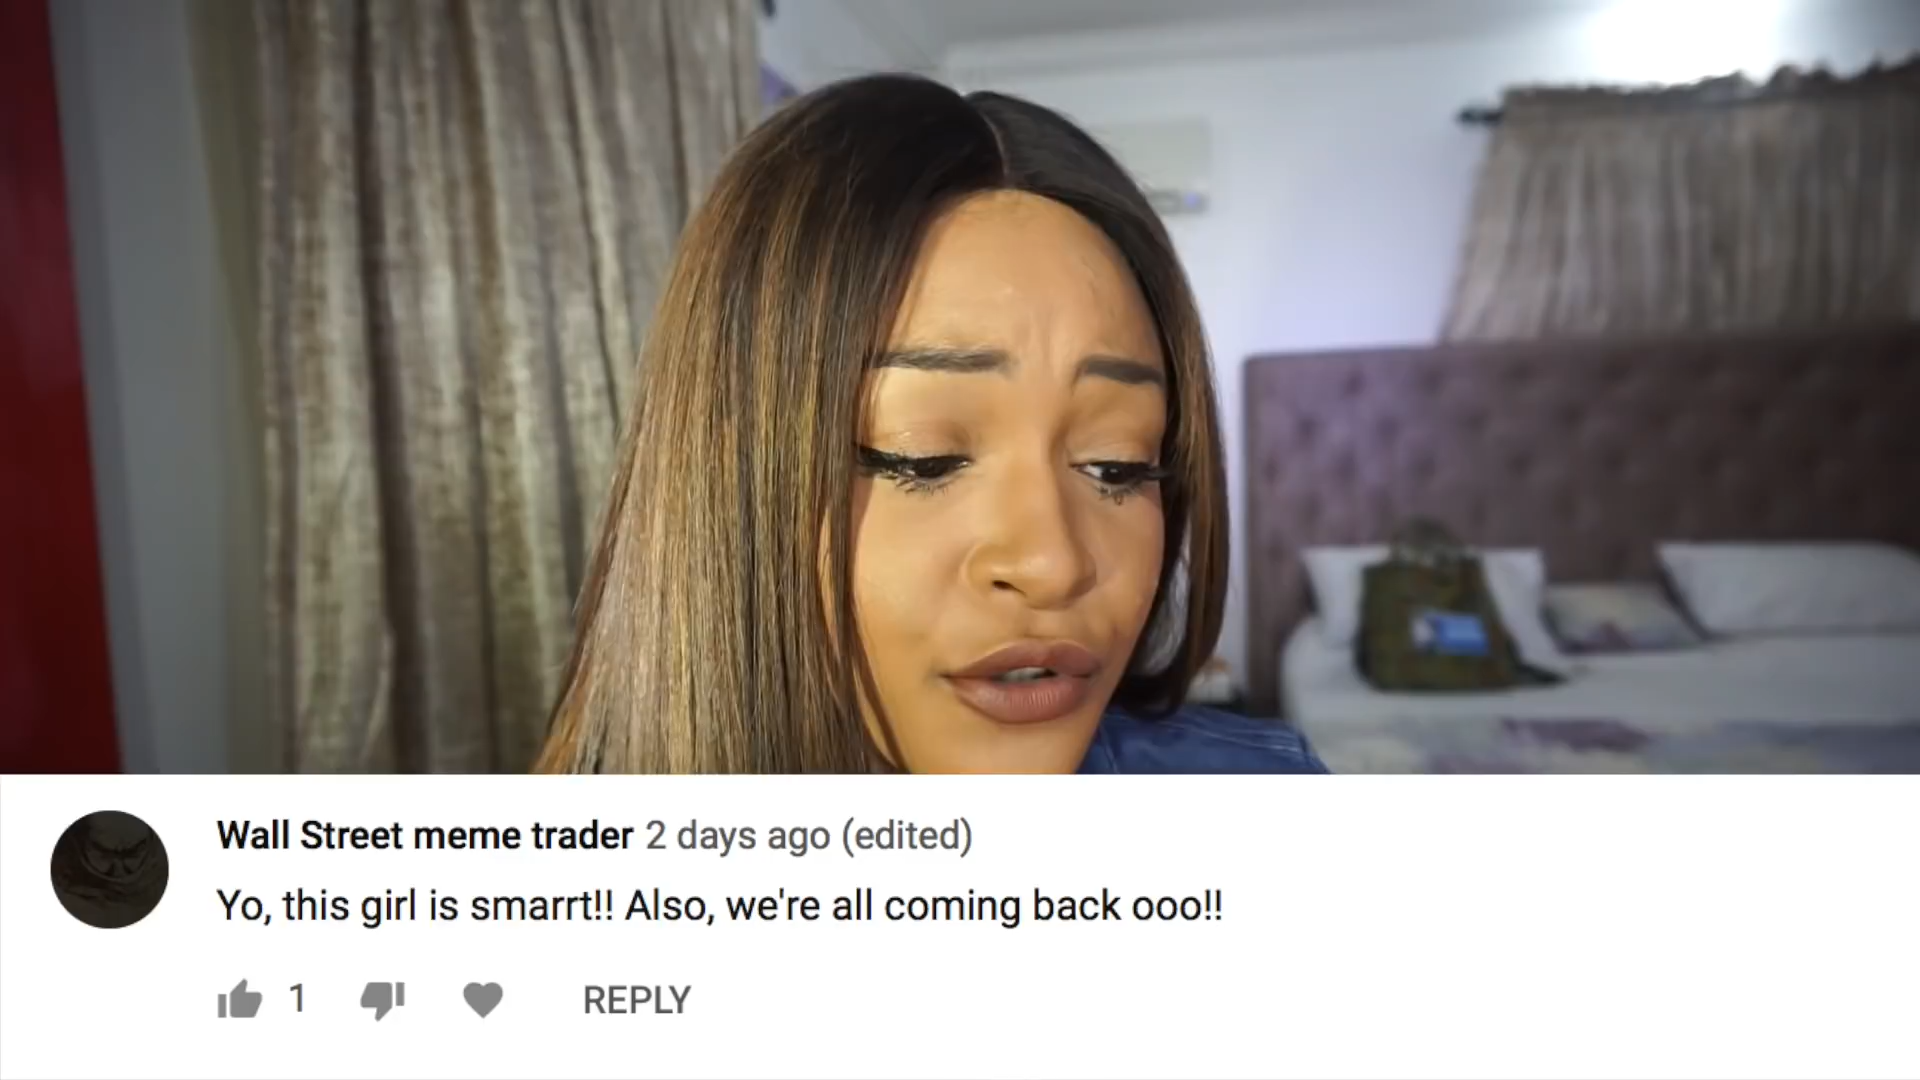 Wall Street meme trader 2 days ago (edited)
Yo, this girl is smarrt!! Also, we're all coming back ooo!!
1 REPLY